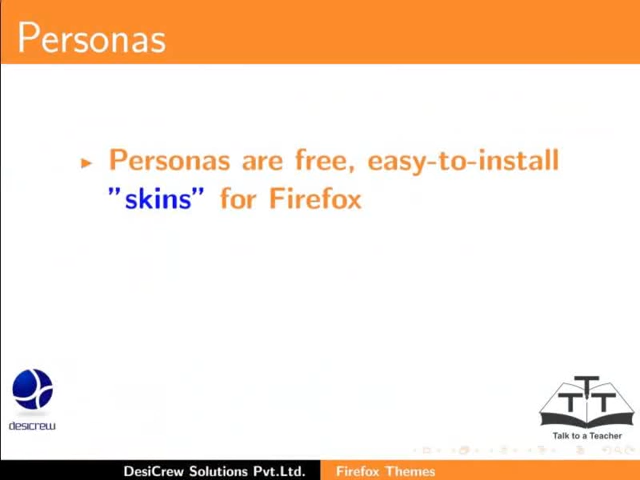 Personas
Personas are free, easy-to-install
”skins” for Firefox
desicrew
TTT
Talk to a Teacher
DesiCrew Solutions Pvt.Ltd. Firefox Themes